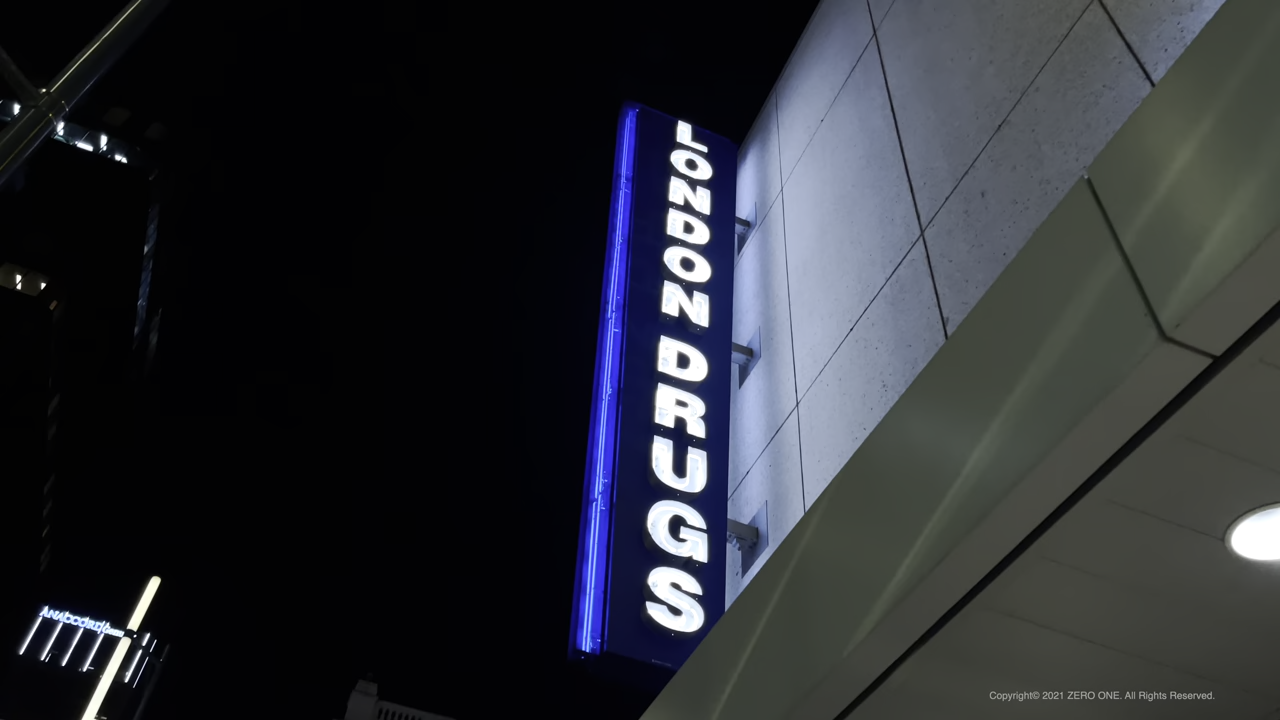 LONDON DRUGS
Copyright© 2021 ZERO ONE. All Rights Reserved.